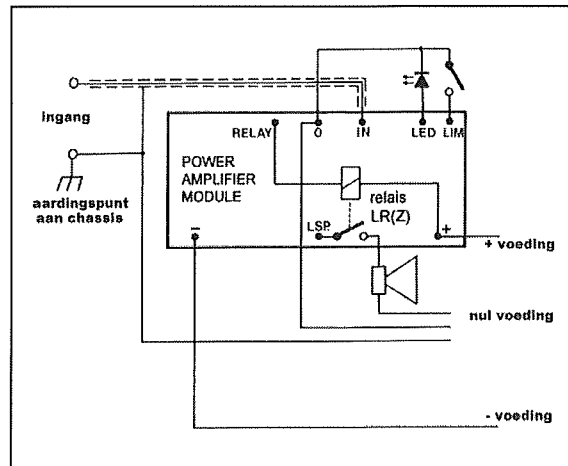 ingang
RELAY 0 IN LED LIM
POWER
AMPLIFIER
MODULE
relais
LR(Z)
aardingspunt
aan chassis
LSP.
− +
+ voeding
nul voeding
- voeding